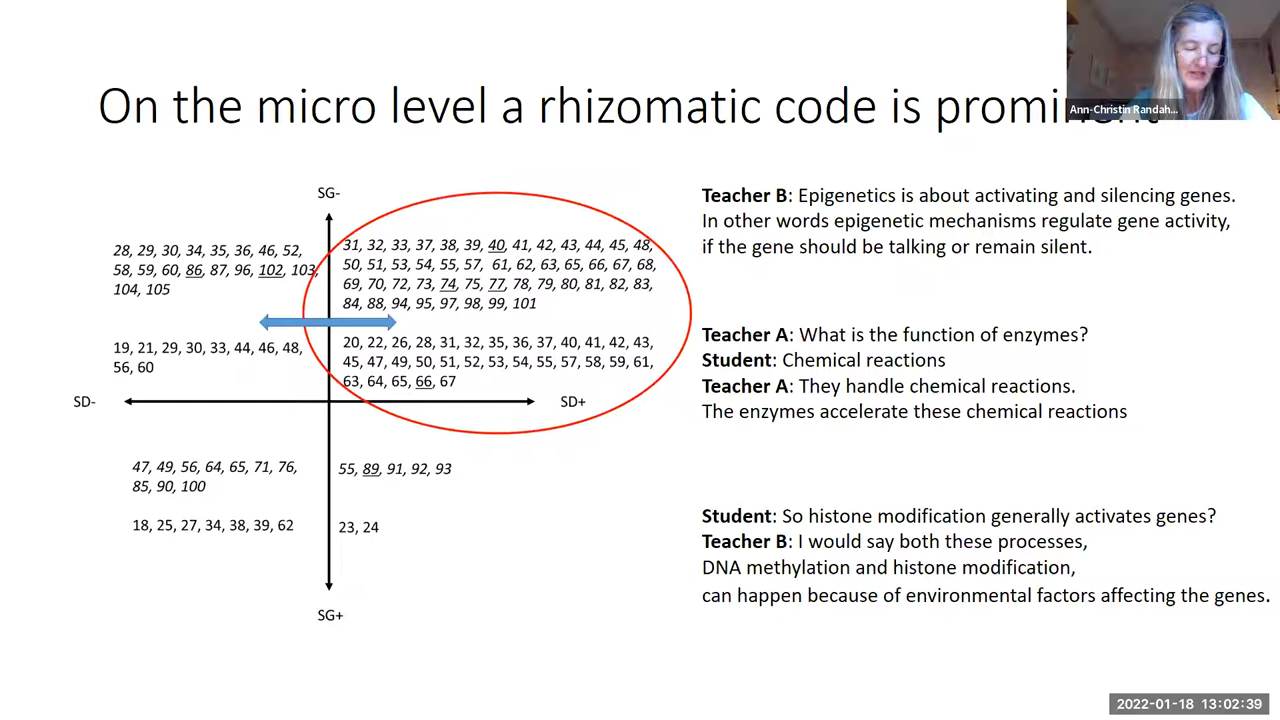 Ann-Christin Randah...
On the micro level a rhizomatic code is prominent
SG-
28, 29, 30, 34, 35, 36, 46, 52,
58, 59, 60, 86, 87, 96, 102, 103,
104, 105
31, 32, 33, 37, 38, 39, 40, 41, 42, 43, 44, 45, 48,
50, 51, 53, 54, 55, 57, 61, 62, 63, 65, 66, 67, 68,
69, 70, 72, 73, 74, 75, 77, 78, 79, 80, 81, 82, 83,
84, 88, 94, 95, 97, 98, 99, 101
19, 21, 29, 30, 33, 44, 46, 48,
56, 60
20, 22, 26, 28, 31, 32, 35, 36, 37, 40, 41, 42, 43,
45, 47, 49, 50, 51, 52, 53, 54, 55, 57, 58, 59, 61,
63, 64, 65, 66, 67
SD-
SD+
47, 49, 56, 64, 65, 71, 76,
85, 90, 100
55, 89, 91, 92, 93
18, 25, 27, 34, 38, 39, 62
23, 24
SG+
Teacher B: Epigenetics is about activating and silencing genes.
In other words epigenetic mechanisms regulate gene activity,
if the gene should be talking or remain silent.
Teacher A: What is the function of enzymes?
Student: Chemical reactions
Teacher A: They handle chemical reactions.
The enzymes accelerate these chemical reactions
Student: So histone modification generally activates genes?
Teacher B: I would say both these processes,
DNA methylation and histone modification,
can happen because of environmental factors affecting the genes.
2022-01-18 13:02:39